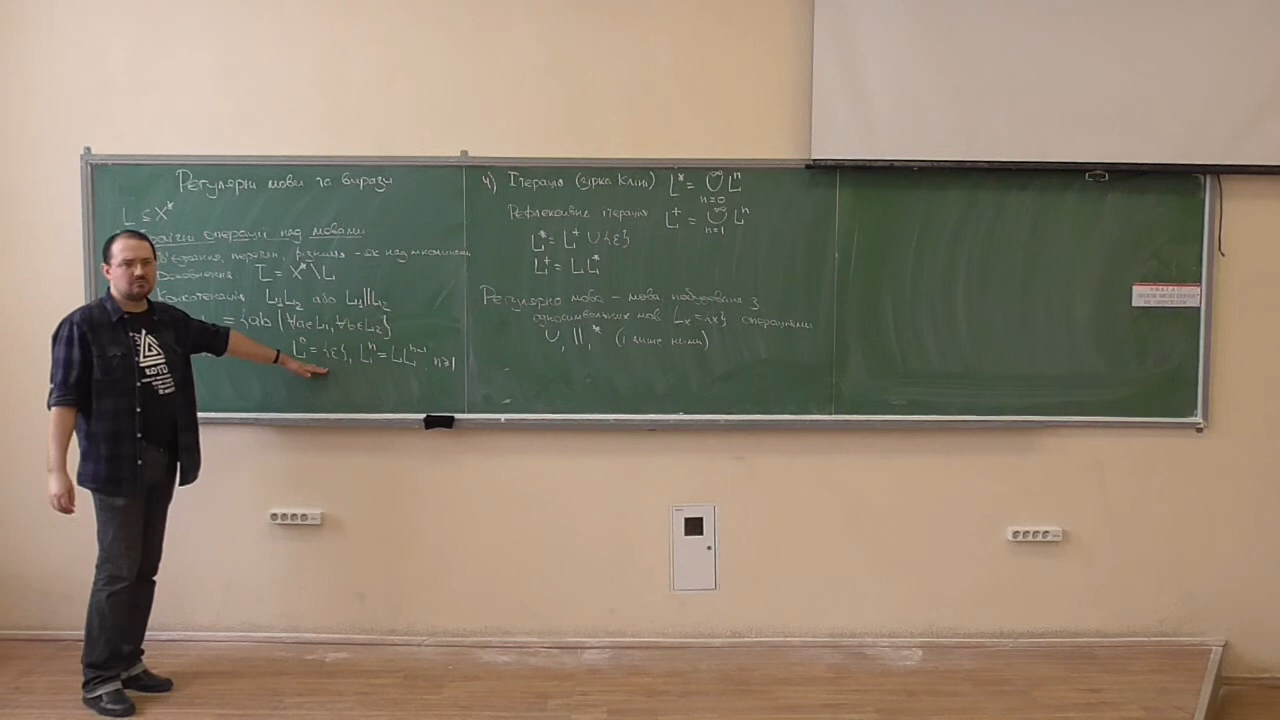 Регулярні мови та вирази
L ⊆ X*
операції над мовами
переріз, різниця - як над множинами
Доповнення. L̅ = X* \ L
Конкатенація L₁L₂ або L₁||L₂
= {ab | ∀a∈L₁, ∀b∈L₂}
L⁰ = {ε}, Lⁿ = LLⁿ⁻¹, n≥1
4) Ітерація (зірка Кліні) L* = ∪ Lⁿ
n=0
∞
Рефлексивна ітерація L⁺ = ∪ Lⁿ
n=1
∞
L* = L⁺ ∪ {ε}
L⁺ = LL*
Регулярна мова - мова, побудована з
односимвольних мов Lₓ = {x} операціями
∪, ||, * (і лише ними)